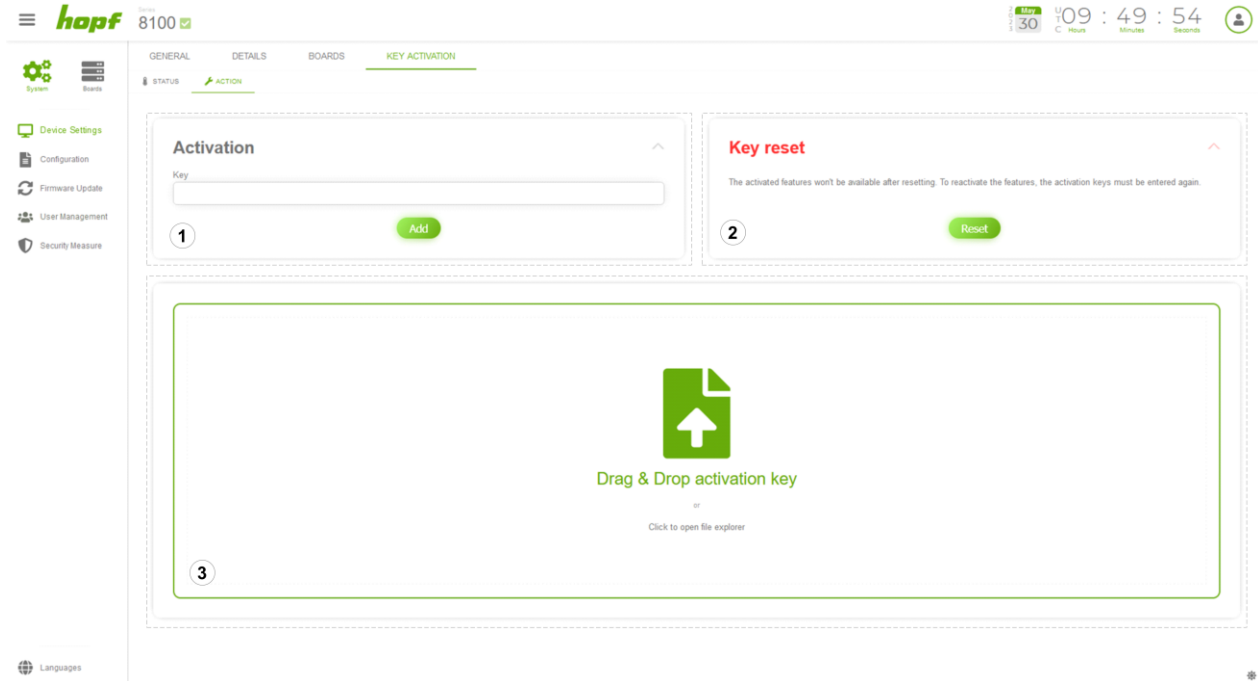 hopf
Series
8100
2023
May
30
UTC
09 : 49 : 54
Hours Minutes Seconds
System
Boards
GENERAL DETAILS BOARDS KEY ACTIVATION
STATUS ACTION
Device Settings
Configuration
Firmware Update
User Management
Security Measure
Activation
Key
Add
1
Key reset
The activated features won't be available after resetting. To reactivate the features, the activation keys must be entered again.
Reset
2
Drag & Drop activation key
or
Click to open file explorer
3
Languages